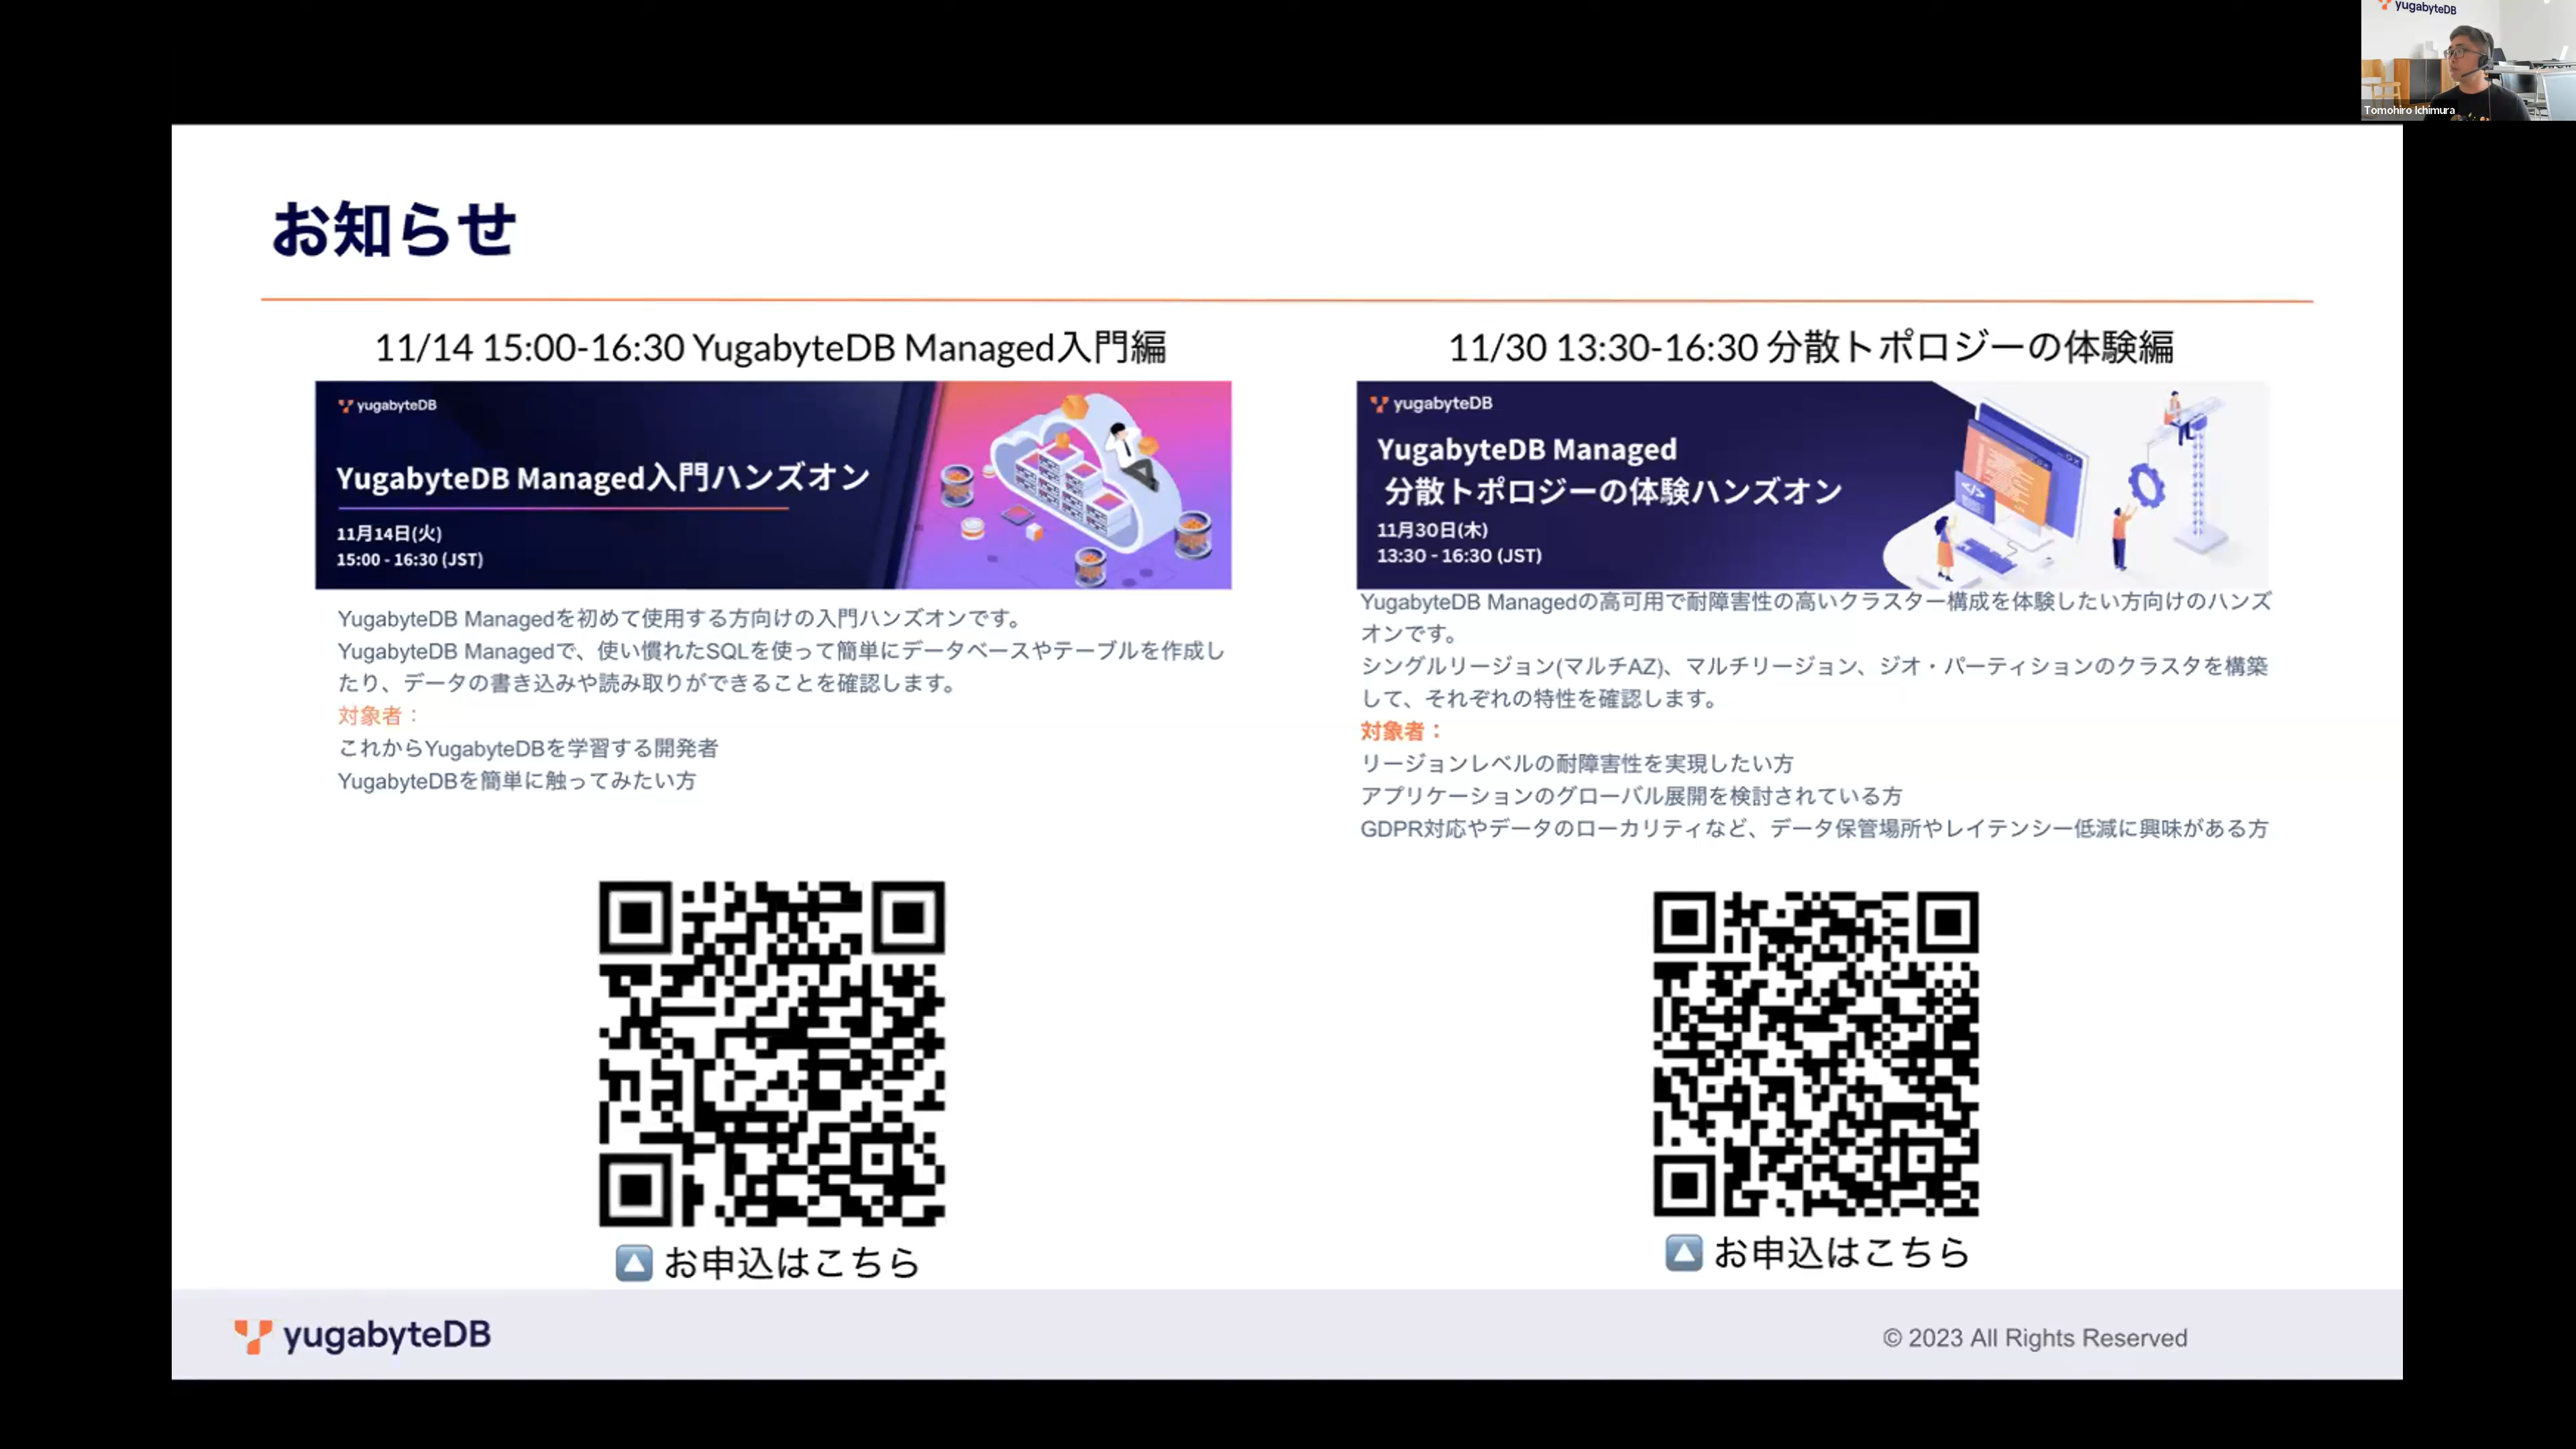 yugabyteDB
Tomohiro Ichimura
お知らせ
11/14 15:00-16:30 YugabyteDB Managed入門編
yugabyteDB
YugabyteDB Managed入門ハンズオン
11月14日(火)
15:00 - 16:30 (JST)
YugabyteDB Managedを初めて使用する方向けの入門ハンズオンです。
YugabyteDB Managedで、使い慣れたSQLを使って簡単にデータベースやテーブルを作成し
たり、データの書き込みや読み取りができることを確認します。
対象者：
これからYugabyteDBを学習する開発者
YugabyteDBを簡単に触ってみたい方
お申込はこちら
11/30 13:30-16:30 分散トポロジーの体験編
yugabyteDB
YugabyteDB Managed
分散トポロジーの体験ハンズオン
11月30日(木)
13:30 - 16:30 (JST)
YugabyteDB Managedの高可用で耐障害性の高いクラスター構成を体験したい方向けのハンズ
オンです。
シングルリージョン(マルチAZ)、マルチリージョン、ジオ・パーティションのクラスタを構築
して、それぞれの特性を確認します。
対象者：
リージョンレベルの耐障害性を実現したい方
アプリケーションのグローバル展開を検討されている方
GDPR対応やデータのローカリティなど、データ保管場所やレイテンシー低減に興味がある方
お申込はこちら
yugabyteDB
© 2023 All Rights Reserved